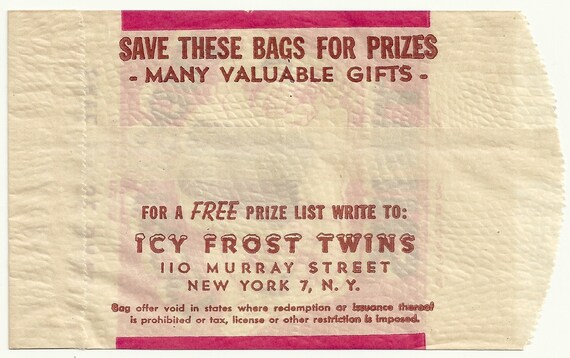 SAVE THESE BAGS FOR PRIZES
- MANY VALUABLE GIFTS -
FOR A FREE PRIZE LIST WRITE TO:
ICY FROST TWINS
110 MURRAY STREET
NEW YORK 7, N. Y.
Bag offer void in states where redemption or issuance thereof
is prohibited or tax, license or other restriction is imposed.